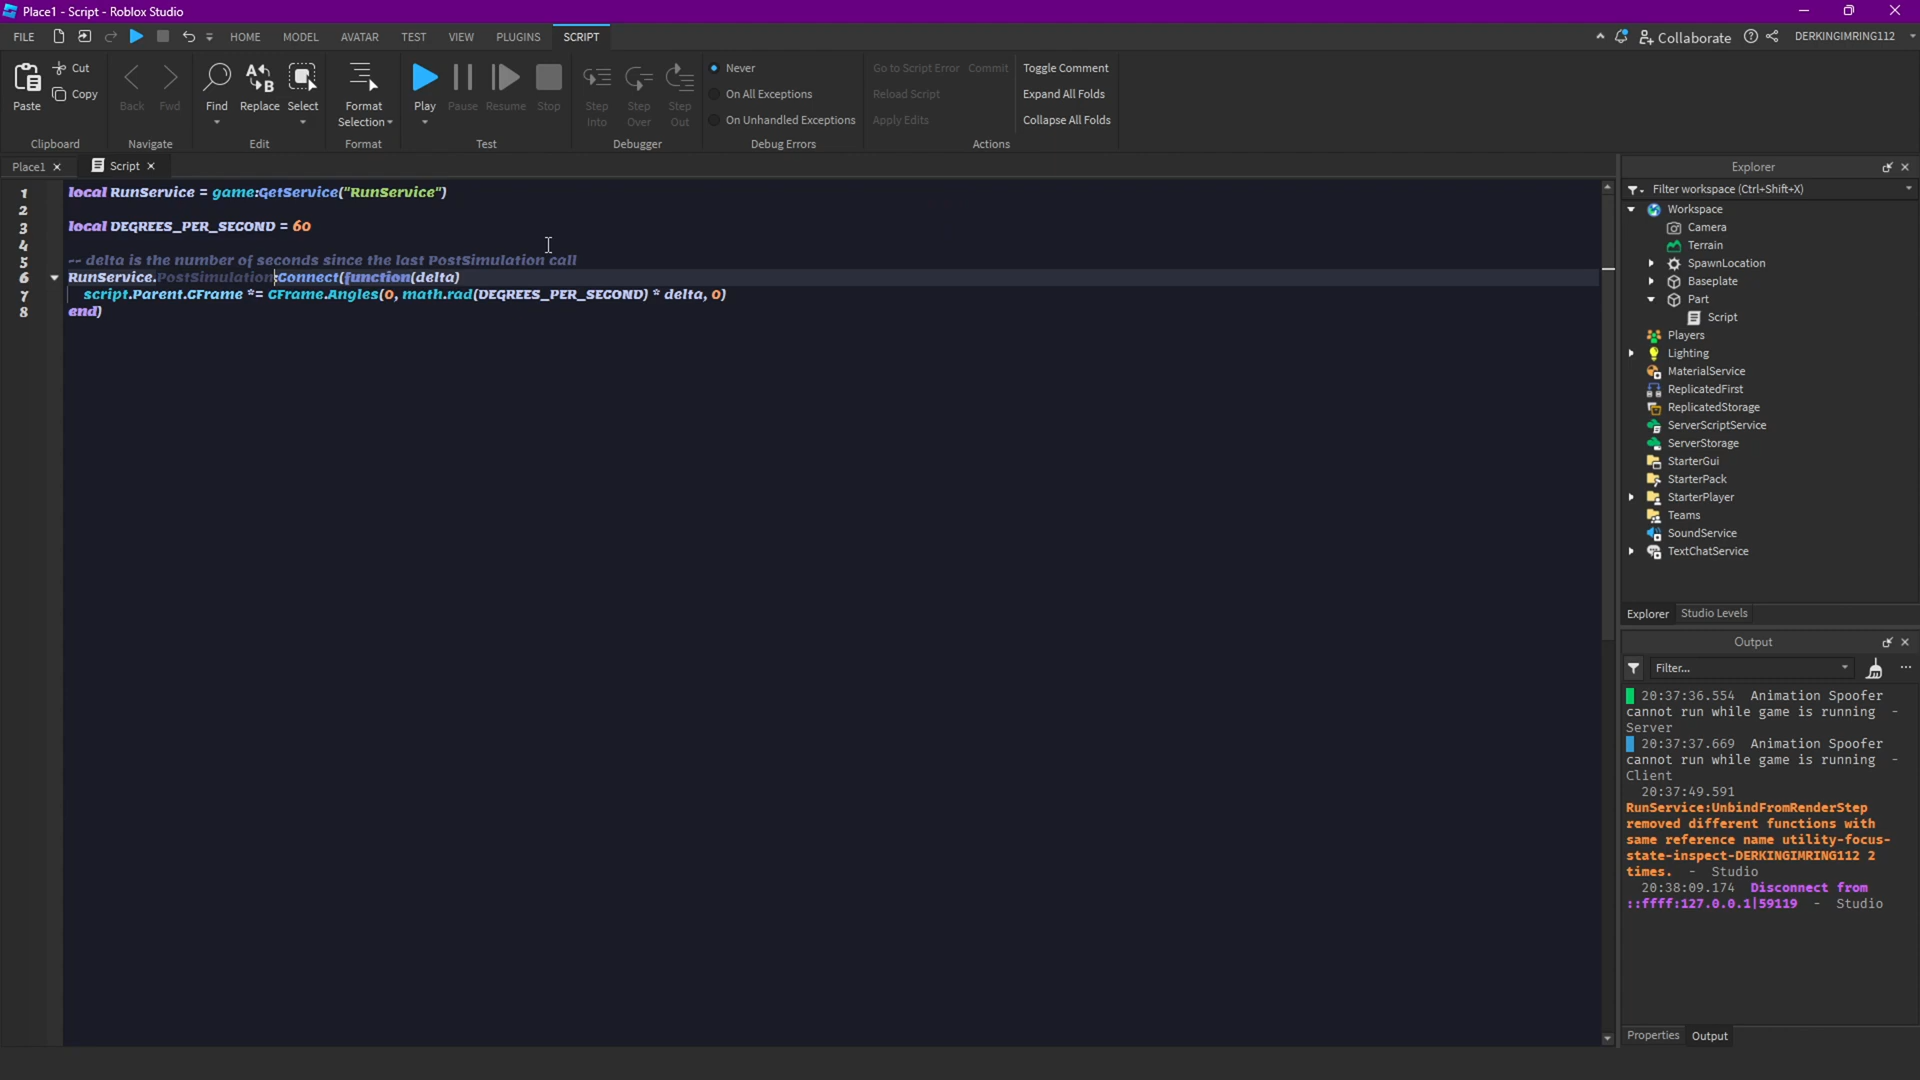 Place1 - Script - Roblox Studio
FILE HOME MODEL AVATAR TEST VIEW PLUGINS SCRIPT Collaborate DERKINGIMRING112
Paste Cut Copy Back Fwd Find Replace Select Format Selection Play Pause Resume Stop Step Into Step Over Step Out
Never
On All Exceptions
On Unhandled Exceptions
Go to Script Error Commit
Reload Script
Apply Edits
Toggle Comment
Expand All Folds
Collapse All Folds
Clipboard Navigate Edit Format Test Debugger Debug Errors Actions
Place1 Script
1 local RunService = game:GetService("RunService")
2
3 local DEGREES_PER_SECOND = 60
4
5 -- delta is the number of seconds since the last PostSimulation call
6 RunService.PostSimulation:Connect(function(delta)
7 script.Parent.CFrame *= CFrame.Angles(0, math.rad(DEGREES_PER_SECOND) * delta, 0)
8 end)
Explorer
Filter workspace (Ctrl+Shift+X)
Workspace
Camera
Terrain
SpawnLocation
Baseplate
Part
Script
Players
Lighting
MaterialService
ReplicatedFirst
ReplicatedStorage
ServerScriptService
ServerStorage
StarterGui
StarterPack
StarterPlayer
Teams
SoundService
TextChatService
Explorer Studio Levels
Output
Filter...
20:37:36.554 Animation Spoofer
cannot run while game is running -
Server
20:37:37.669 Animation Spoofer
cannot run while game is running -
Client
20:37:49.591
RunService:UnbindFromRenderStep
removed different functions with
same reference name utility-focus-
state-inspect-DERKINGIMRING112 2
times. - Studio
20:38:09.174 Disconnect from
::ffff:127.0.0.1|59119 - Studio
Properties Output